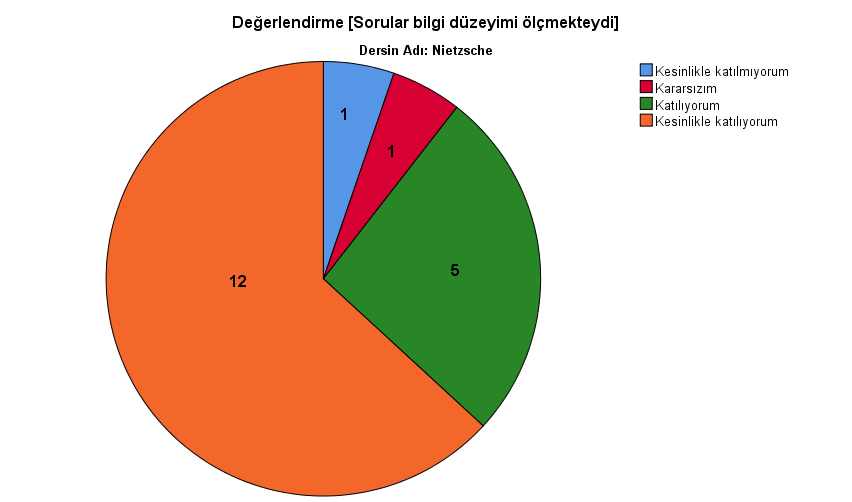 Değerlendirme [Sorular bilgi düzeyimi ölçmekteydi]
Dersin Adı: Nietzsche
Kesinlikle katılmıyorum
Kararsızım
Katılıyorum
Kesinlikle katılıyorum
1
1
5
12